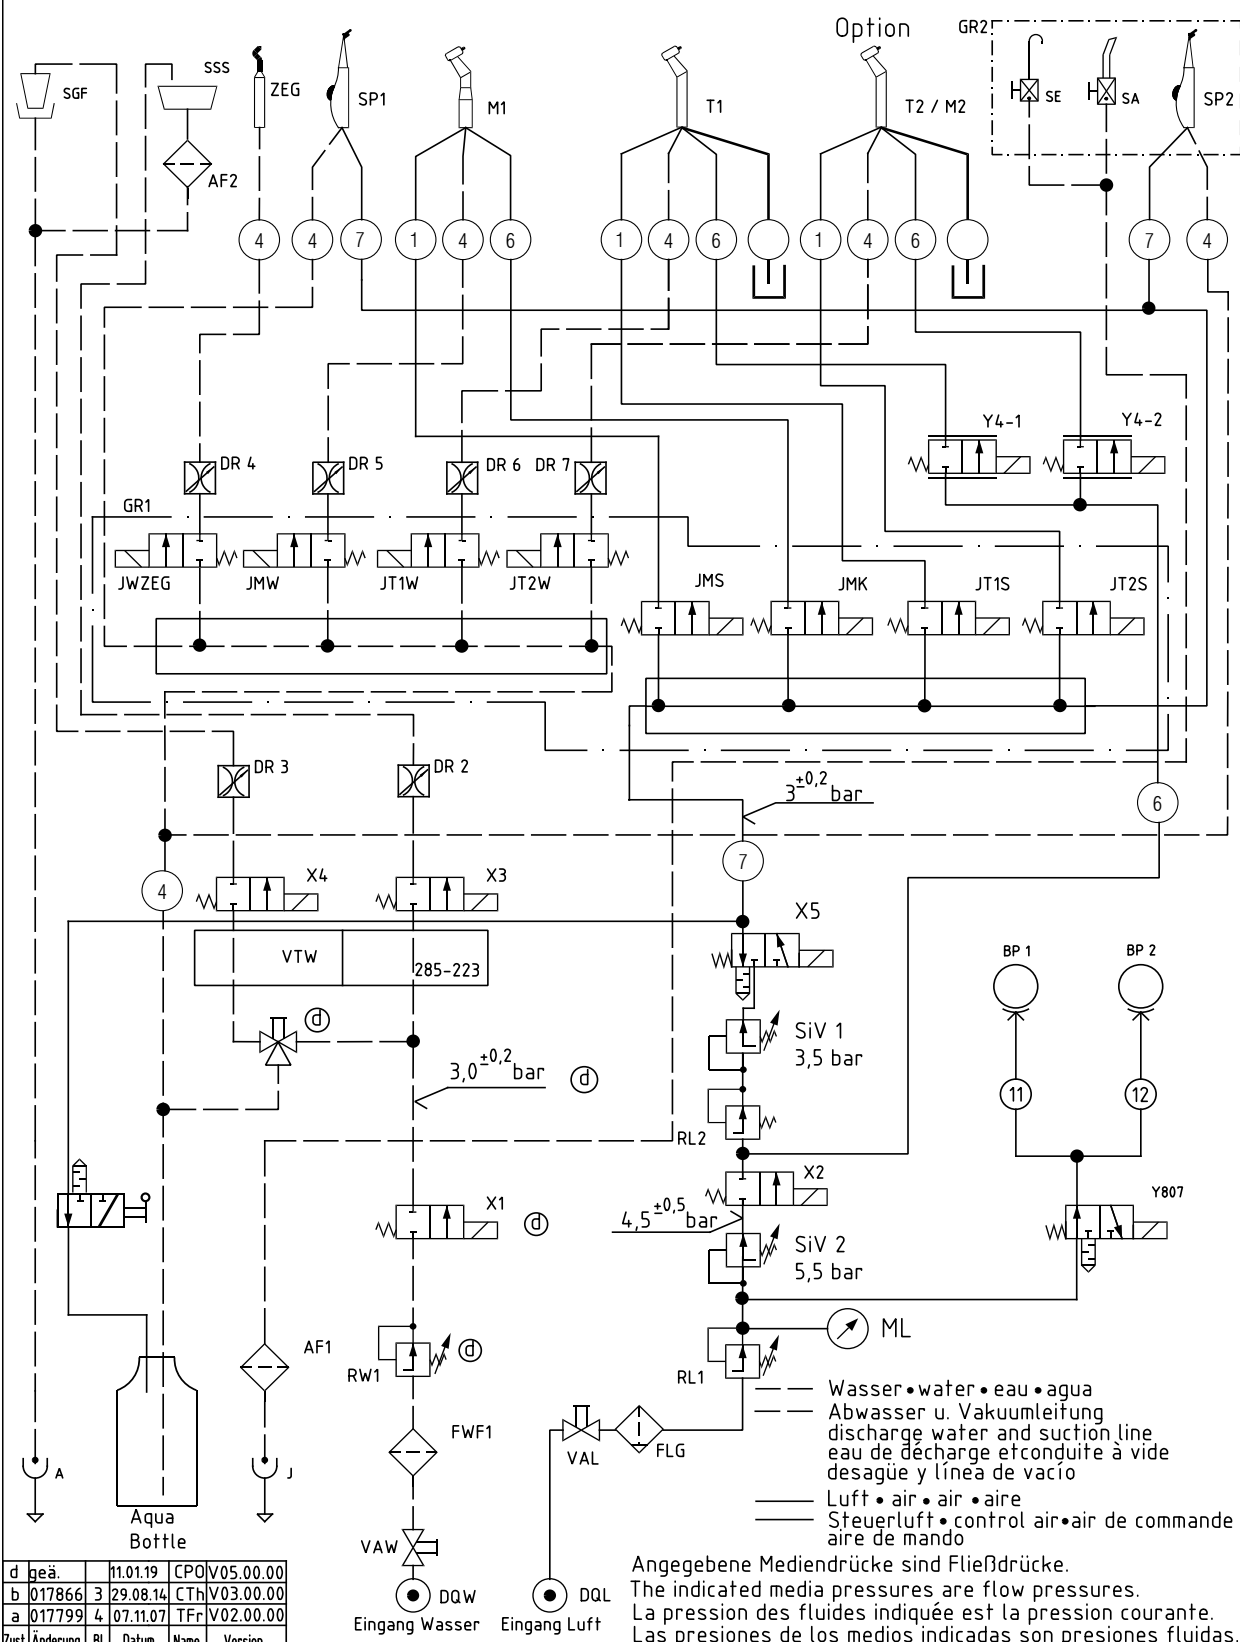 Option
GR2
SSS
SGF
ZEG
SP1
M1
T1
T2 / M2
SE
SA
SP2
AF2
4
4
7
1
4
6
1
4
6
1
4
6
7
4
Y4-1
Y4-2
DR 4
DR 5
DR 6
DR 7
GR1
JWZEG
JMW
JT1W
JT2W
JMS
JMK
JT1S
JT2S
DR 3
DR 2
3±0,2 bar
6
7
4
X4
X3
X5
VTW
285-223
BP 1
BP 2
d
SiV 1
3,5 bar
3,0±0,2 bar
d
11
12
RL2
X2
Y807
X1
d
4,5±0,5 bar
SiV 2
5,5 bar
ML
AF1
RW1
d
RL1
Wasser • water • eau • agua
Abwasser u. Vakuumleitung
discharge water and suction line
eau de décharge etconduite à vide
desagüe y línea de vacío
FWF1
VAL
FLG
A
J
Luft • air • air • aire
Steuerluft • control air•air de commande
aire de mando
Aqua
Bottle
VAW
DQW
DQL
Eingang Wasser
Eingang Luft
Angegebene Mediendrücke sind Fließdrücke.
The indicated media pressures are flow pressures.
La pression des fluides indiquée est la pression courante.
Las presiones de los medios indicadas son presiones fluidas.
d geä. 11.01.19 CPO V05.00.00
b 017866 3 29.08.14 CTh V03.00.00
a 017799 4 07.11.07 TFr V02.00.00
Zust Änderung Bl. Datum Name Version